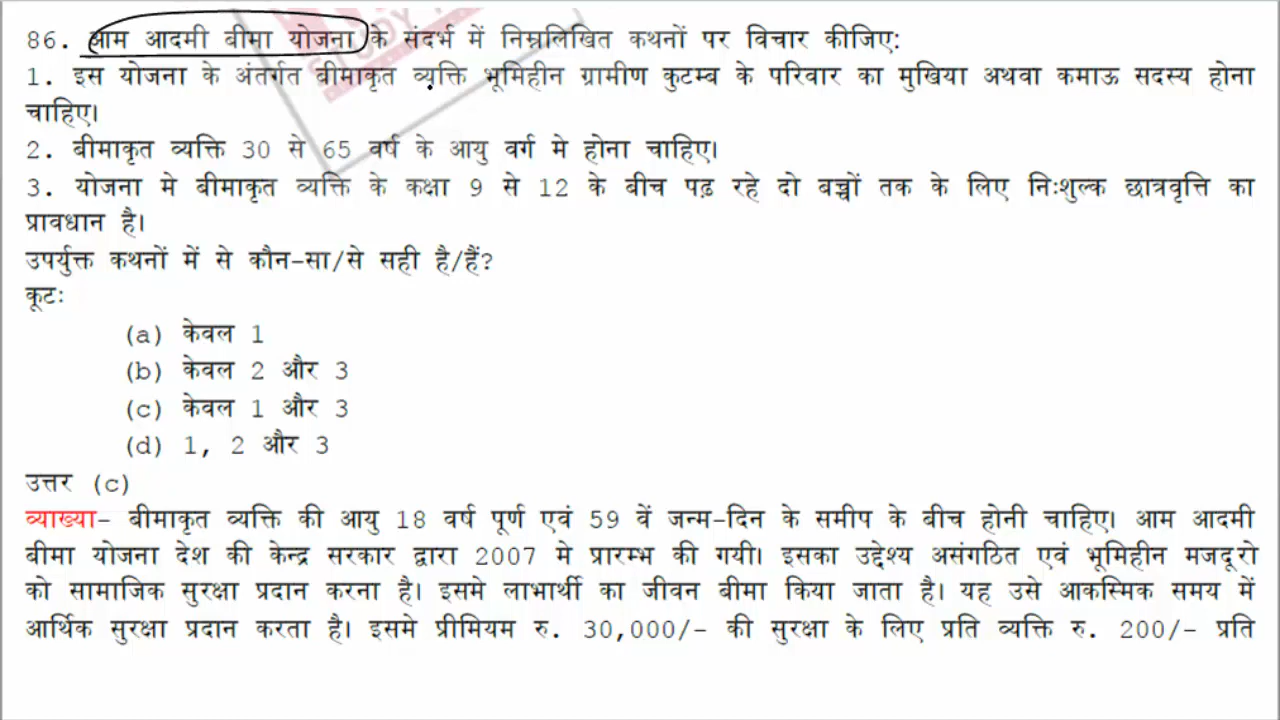 86. आम आदमी बीमा योजना के संदर्भ में निम्नलिखित कथनों पर विचार कीजिए:
1. इस योजना के अंतर्गत बीमाकृत व्यक्ति भूमिहीन ग्रामीण कुटम्ब के परिवार का मुखिया अथवा कमाऊ सदस्य होना
चाहिए।
2. बीमाकृत व्यक्ति 30 से 65 वर्ष के आयु वर्ग मे होना चाहिए।
3. योजना मे बीमाकृत व्यक्ति के कक्षा 9 से 12 के बीच पढ़ रहे दो बच्चों तक के लिए निःशुल्क छात्रवृत्ति का
प्रावधान है।
उपर्युक्त कथनों में से कौन-सा/से सही है/हैं?
कूटः
(a) केवल 1
(b) केवल 2 और 3
(c) केवल 1 और 3
(d) 1, 2 और 3
उत्तर (c)
व्याख्या- बीमाकृत व्यक्ति की आयु 18 वर्ष पूर्ण एवं 59 वें जन्म-दिन के समीप के बीच होनी चाहिए। आम आदमी
बीमा योजना देश की केन्द्र सरकार द्वारा 2007 मे प्रारम्भ की गयी। इसका उद्देश्य असंगठित एवं भूमिहीन मजदूरो
को सामाजिक सुरक्षा प्रदान करना है। इसमे लाभार्थी का जीवन बीमा किया जाता है। यह उसे आकस्मिक समय में
आर्थिक सुरक्षा प्रदान करता है। इसमे प्रीमियम रु. 30,000/- की सुरक्षा के लिए प्रति व्यक्ति रु. 200/- प्रति